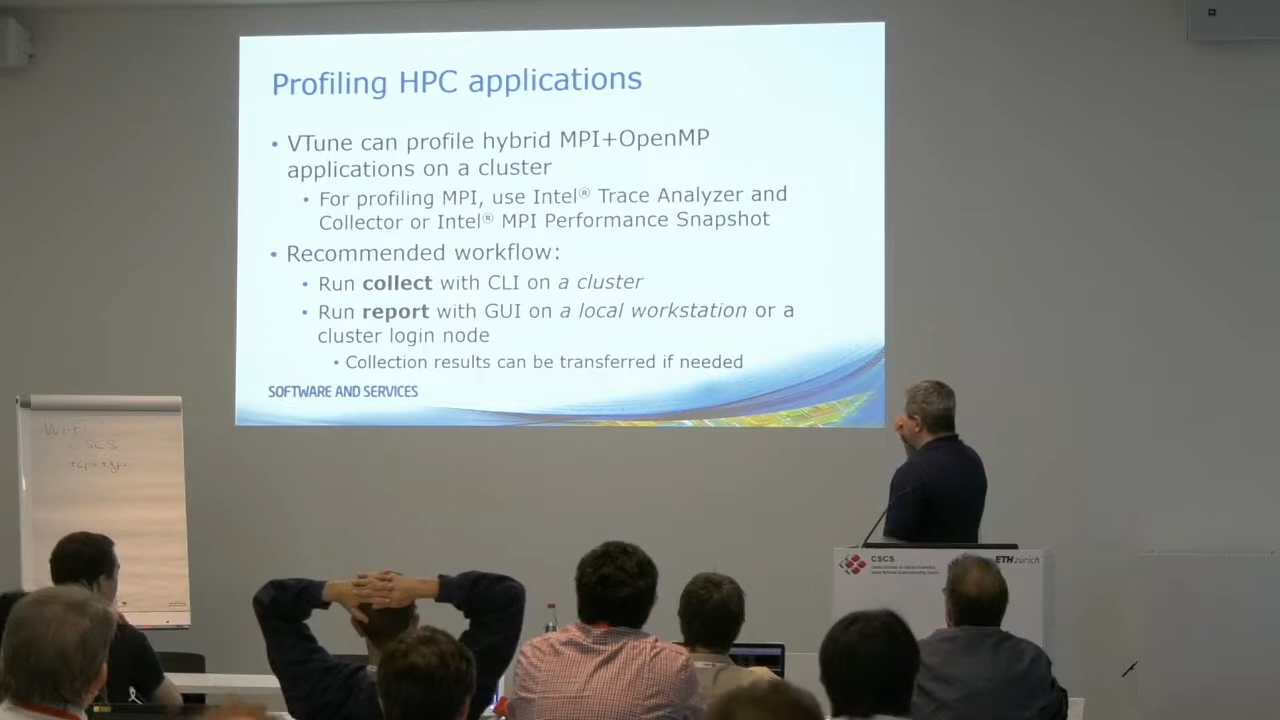 Profiling HPC applications
• VTune can profile hybrid MPI+OpenMP
applications on a cluster
• For profiling MPI, use Intel® Trace Analyzer and
Collector or Intel® MPI Performance Snapshot
• Recommended workflow:
• Run collect with CLI on a cluster
• Run report with GUI on a local workstation or a
cluster login node
• Collection results can be transferred if needed
SOFTWARE AND SERVICES
Wi-Fi
CSCS
CSCS
ETH zürich